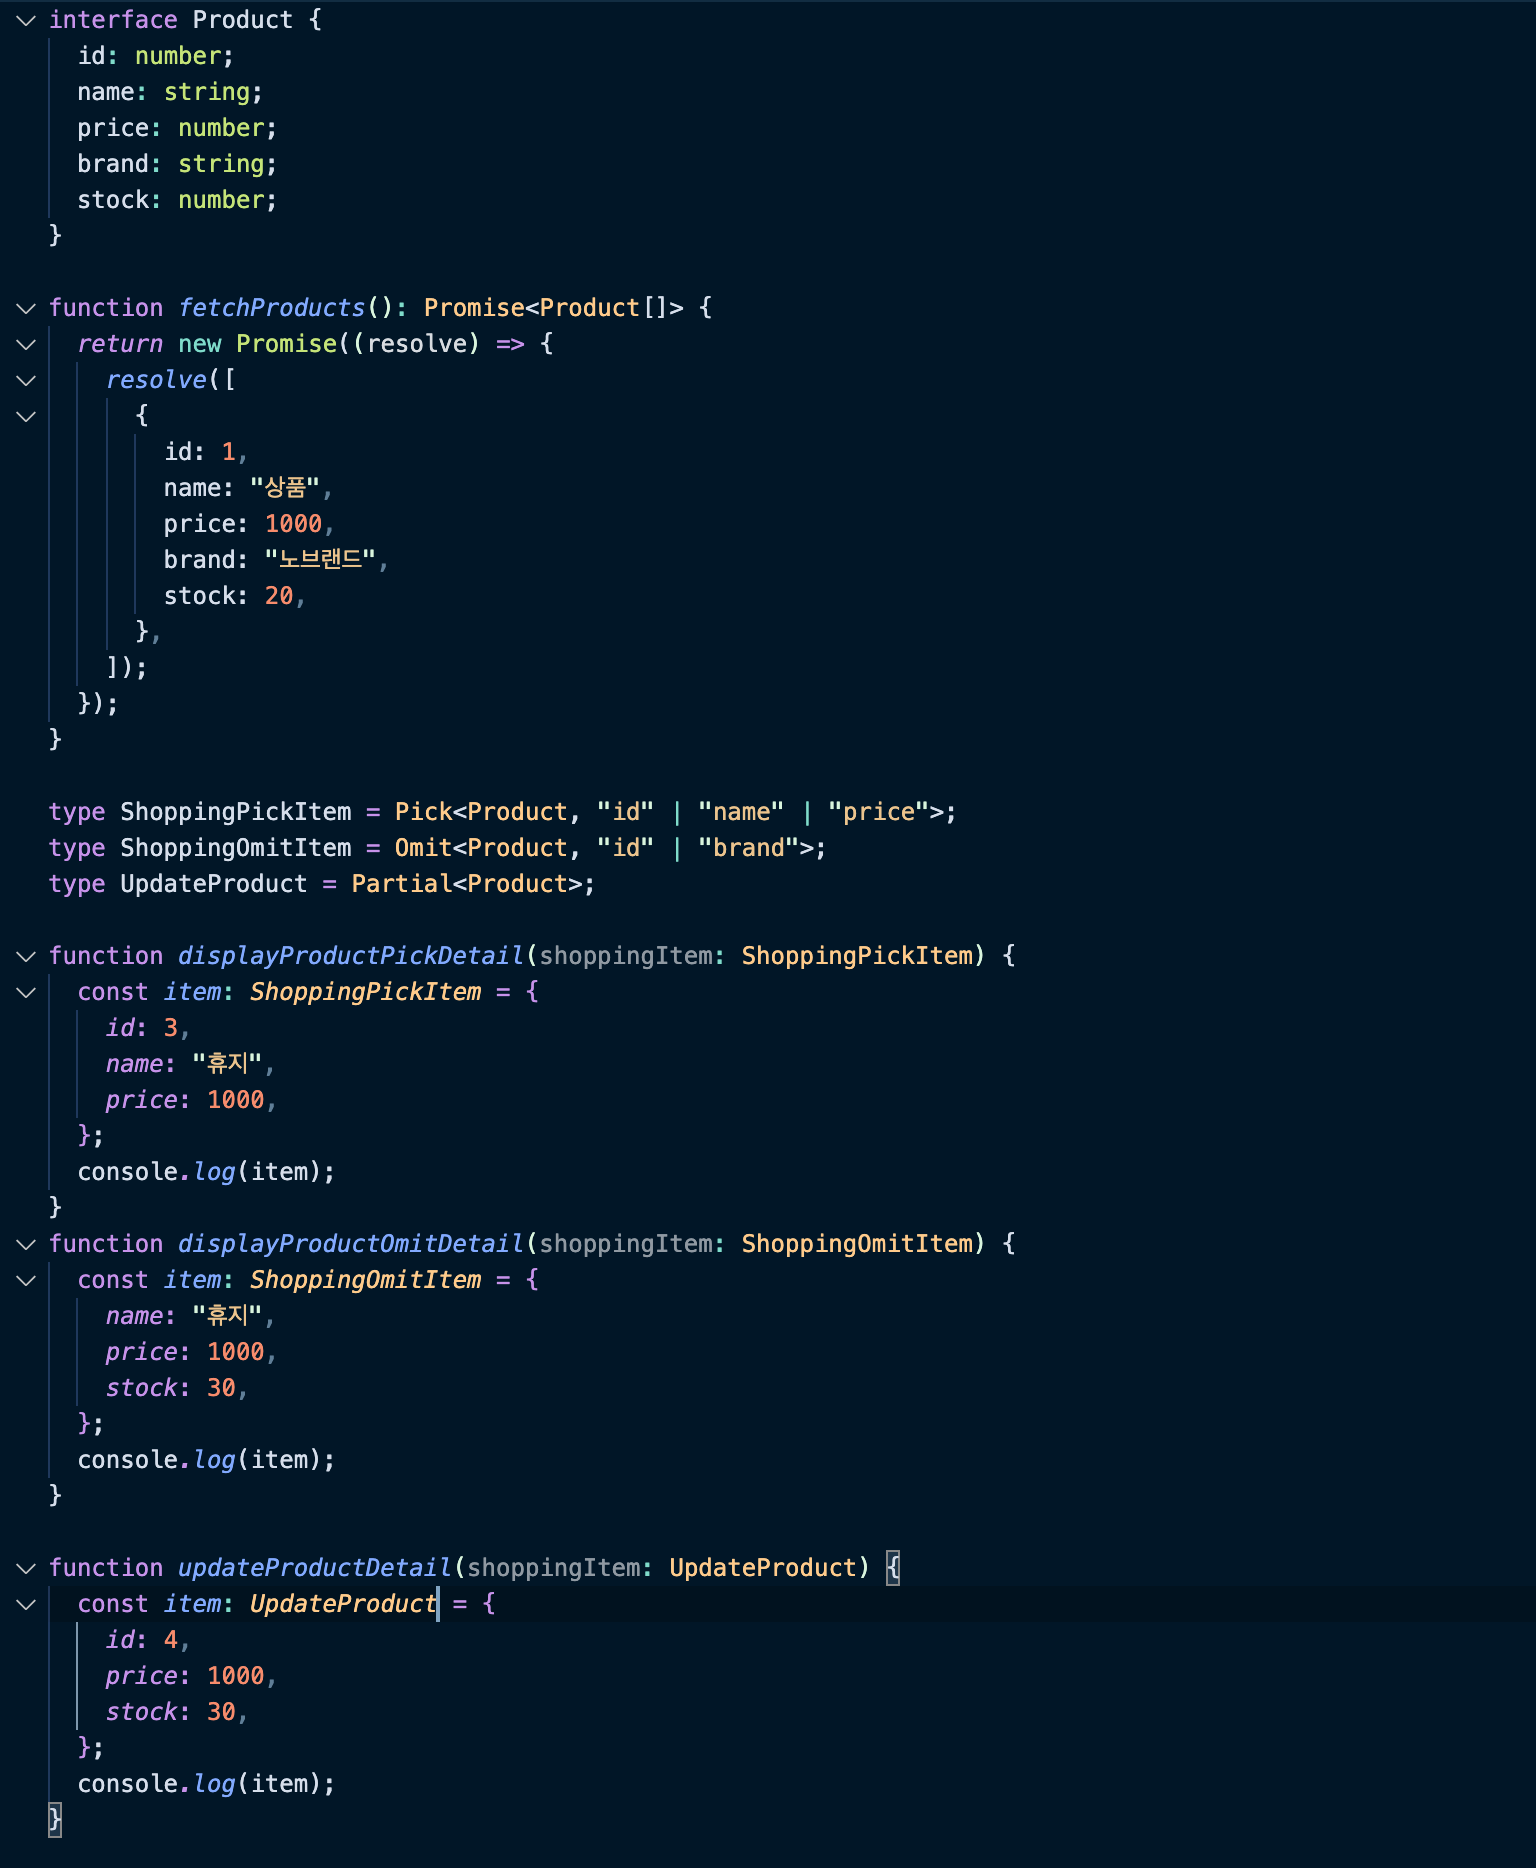 interface Product {
  id: number;
  name: string;
  price: number;
  brand: string;
  stock: number;
}

function fetchProducts(): Promise<Product[]> {
  return new Promise((resolve) => {
    resolve([
      {
        id: 1,
        name: "상품",
        price: 1000,
        brand: "노브랜드",
        stock: 20,
      },
    ]);
  });
}

type ShoppingPickItem = Pick<Product, "id" | "name" | "price">;
type ShoppingOmitItem = Omit<Product, "id" | "brand">;
type UpdateProduct = Partial<Product>;

function displayProductPickDetail(shoppingItem: ShoppingPickItem) {
  const item: ShoppingPickItem = {
    id: 3,
    name: "휴지",
    price: 1000,
  };
  console.log(item);
}
function displayProductOmitDetail(shoppingItem: ShoppingOmitItem) {
  const item: ShoppingOmitItem = {
    name: "휴지",
    price: 1000,
    stock: 30,
  };
  console.log(item);
}

function updateProductDetail(shoppingItem: UpdateProduct) {
  const item: UpdateProduct = {
    id: 4,
    price: 1000,
    stock: 30,
  };
  console.log(item);
}